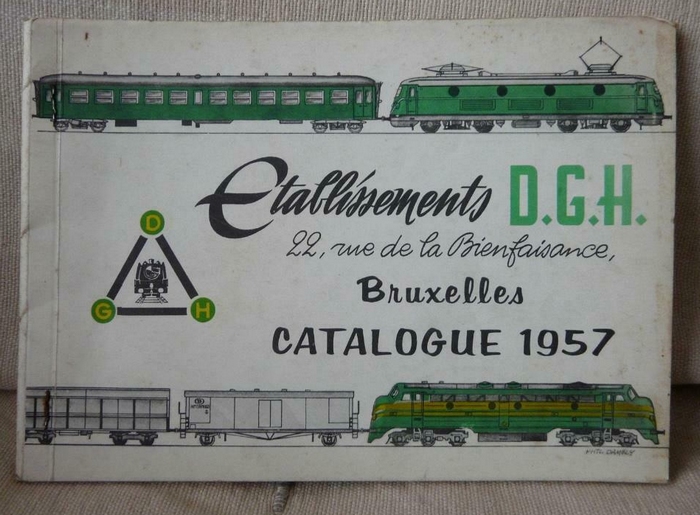 Etablissements D.G.H.
22, rue de la Bienfaisance,
Bruxelles
CATALOGUE 1957
D
G H